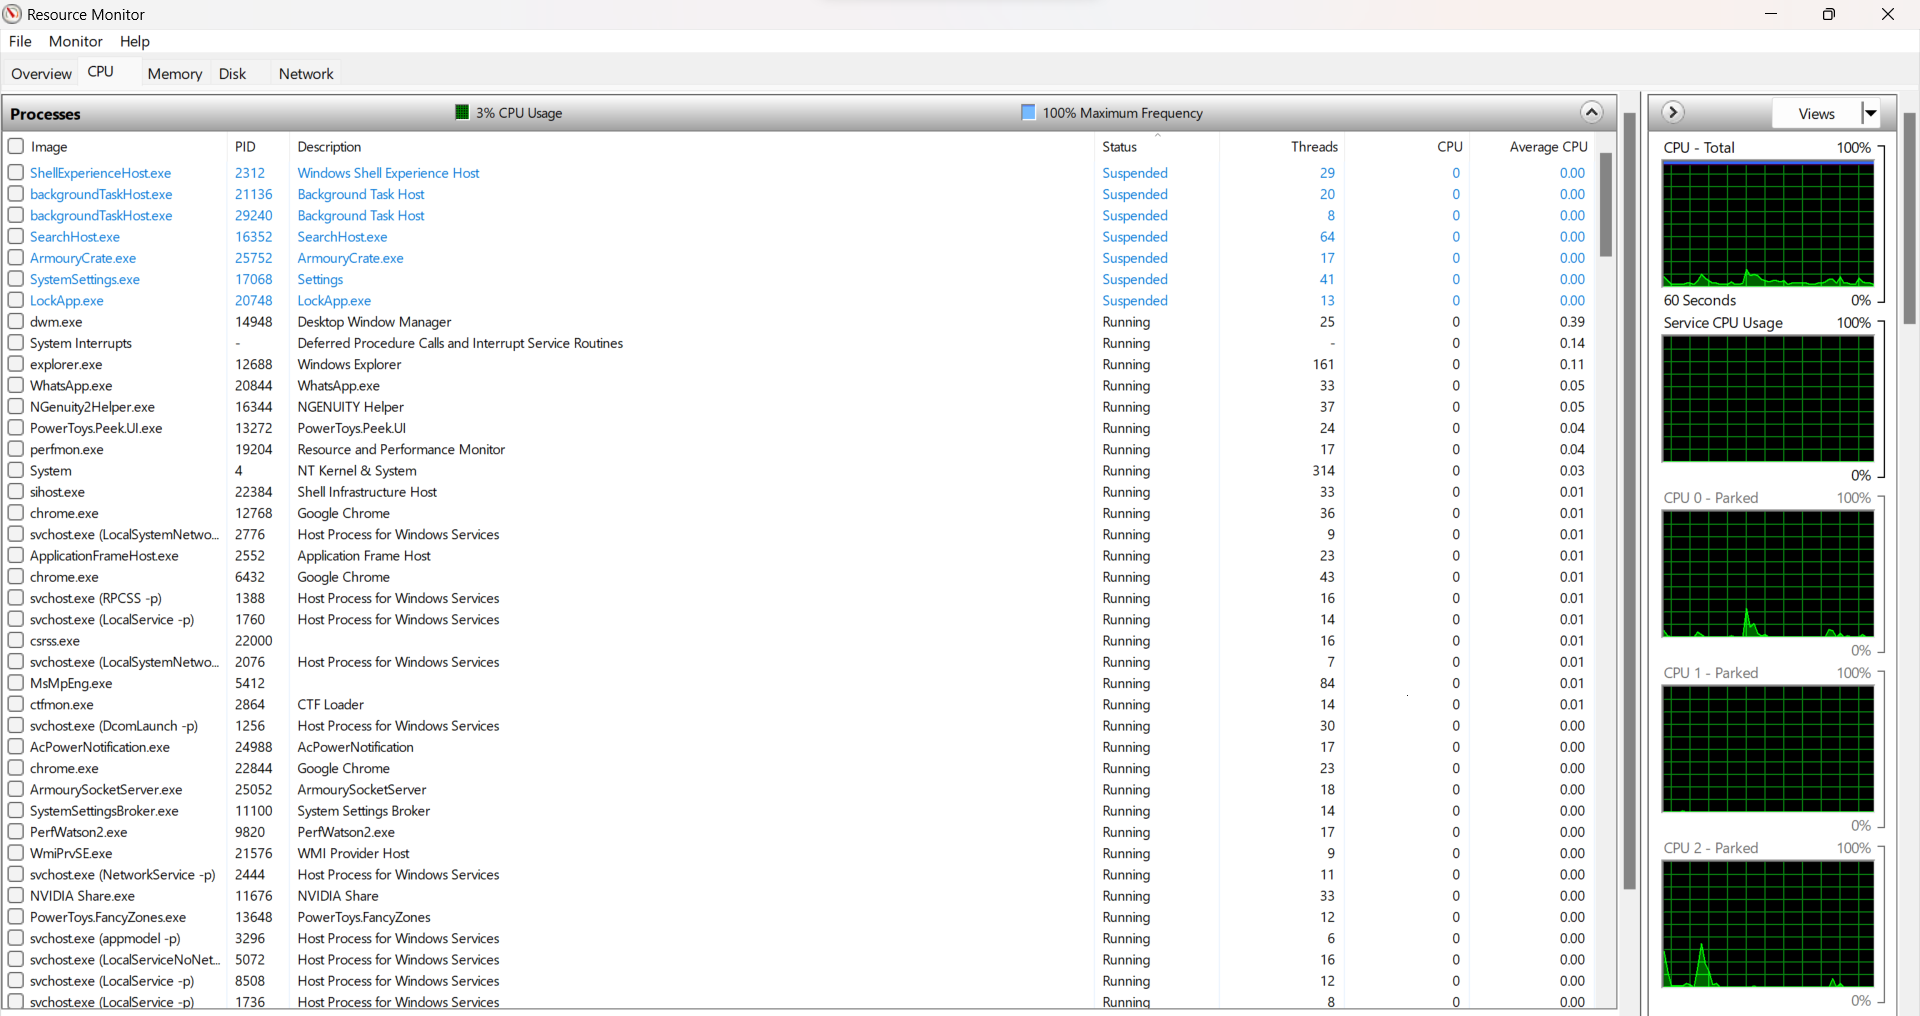 Resource Monitor
File Monitor Help
Overview CPU Memory Disk Network
Processes 3% CPU Usage 100% Maximum Frequency Views
Image PID Description Status Threads CPU Average CPU
ShellExperienceHost.exe 2312 Windows Shell Experience Host Suspended 29 0 0.00
backgroundTaskHost.exe 21136 Background Task Host Suspended 20 0 0.00
backgroundTaskHost.exe 29240 Background Task Host Suspended 8 0 0.00
SearchHost.exe 16352 SearchHost.exe Suspended 64 0 0.00
ArmouryCrate.exe 25752 ArmouryCrate.exe Suspended 17 0 0.00
SystemSettings.exe 17068 Settings Suspended 41 0 0.00
LockApp.exe 20748 LockApp.exe Suspended 13 0 0.00
dwm.exe 14948 Desktop Window Manager Running 25 0 0.39
System Interrupts - Deferred Procedure Calls and Interrupt Service Routines Running - 0 0.14
explorer.exe 12688 Windows Explorer Running 161 0 0.11
WhatsApp.exe 20844 WhatsApp.exe Running 33 0 0.05
NGenuity2Helper.exe 16344 NGENUITY Helper Running 37 0 0.05
PowerToys.Peek.UI.exe 13272 PowerToys.Peek.UI Running 24 0 0.04
perfmon.exe 19204 Resource and Performance Monitor Running 17 0 0.04
System 4 NT Kernel & System Running 314 0 0.03
sihost.exe 22384 Shell Infrastructure Host Running 33 0 0.01
chrome.exe 12768 Google Chrome Running 36 0 0.01
svchost.exe (LocalSystemNetwo... 2776 Host Process for Windows Services Running 9 0 0.01
ApplicationFrameHost.exe 2552 Application Frame Host Running 23 0 0.01
chrome.exe 6432 Google Chrome Running 43 0 0.01
svchost.exe (RPCSS -p) 1388 Host Process for Windows Services Running 16 0 0.01
svchost.exe (LocalService -p) 1760 Host Process for Windows Services Running 14 0 0.01
csrss.exe 22000 Running 16 0 0.01
svchost.exe (LocalSystemNetwo... 2076 Host Process for Windows Services Running 7 0 0.01
MsMpEng.exe 5412 Running 84 0 0.01
ctfmon.exe 2864 CTF Loader Running 14 0 0.01
svchost.exe (DcomLaunch -p) 1256 Host Process for Windows Services Running 30 0 0.00
AcPowerNotification.exe 24988 AcPowerNotification Running 17 0 0.00
chrome.exe 22844 Google Chrome Running 23 0 0.00
ArmourySocketServer.exe 25052 ArmourySocketServer Running 18 0 0.00
SystemSettingsBroker.exe 11100 System Settings Broker Running 14 0 0.00
PerfWatson2.exe 9820 PerfWatson2.exe Running 17 0 0.00
WmiPrvSE.exe 21576 WMI Provider Host Running 9 0 0.00
svchost.exe (NetworkService -p) 2444 Host Process for Windows Services Running 11 0 0.00
NVIDIA Share.exe 11676 NVIDIA Share Running 33 0 0.00
PowerToys.FancyZones.exe 13648 PowerToys.FancyZones Running 12 0 0.00
svchost.exe (appmodel -p) 3296 Host Process for Windows Services Running 6 0 0.00
svchost.exe (LocalServiceNoNet... 5072 Host Process for Windows Services Running 16 0 0.00
svchost.exe (LocalService -p) 8508 Host Process for Windows Services Running 12 0 0.00
svchost.exe (LocalService -p) 1736 Host Process for Windows Services Running 8 0 0.00
CPU - Total 100%
60 Seconds 0%
Service CPU Usage 100%
0%
CPU 0 - Parked 100%
0%
CPU 1 - Parked 100%
0%
CPU 2 - Parked 100%
0%